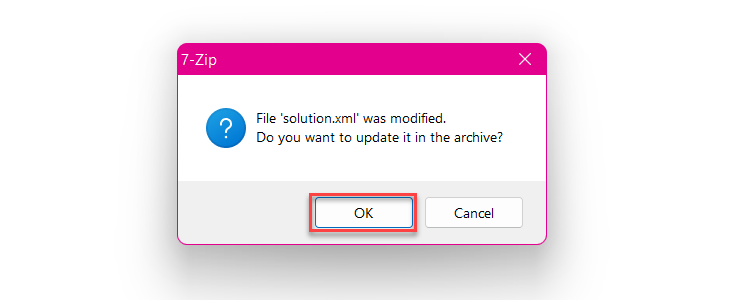 7-Zip
?
File 'solution.xml' was modified.
Do you want to update it in the archive?
OK
Cancel